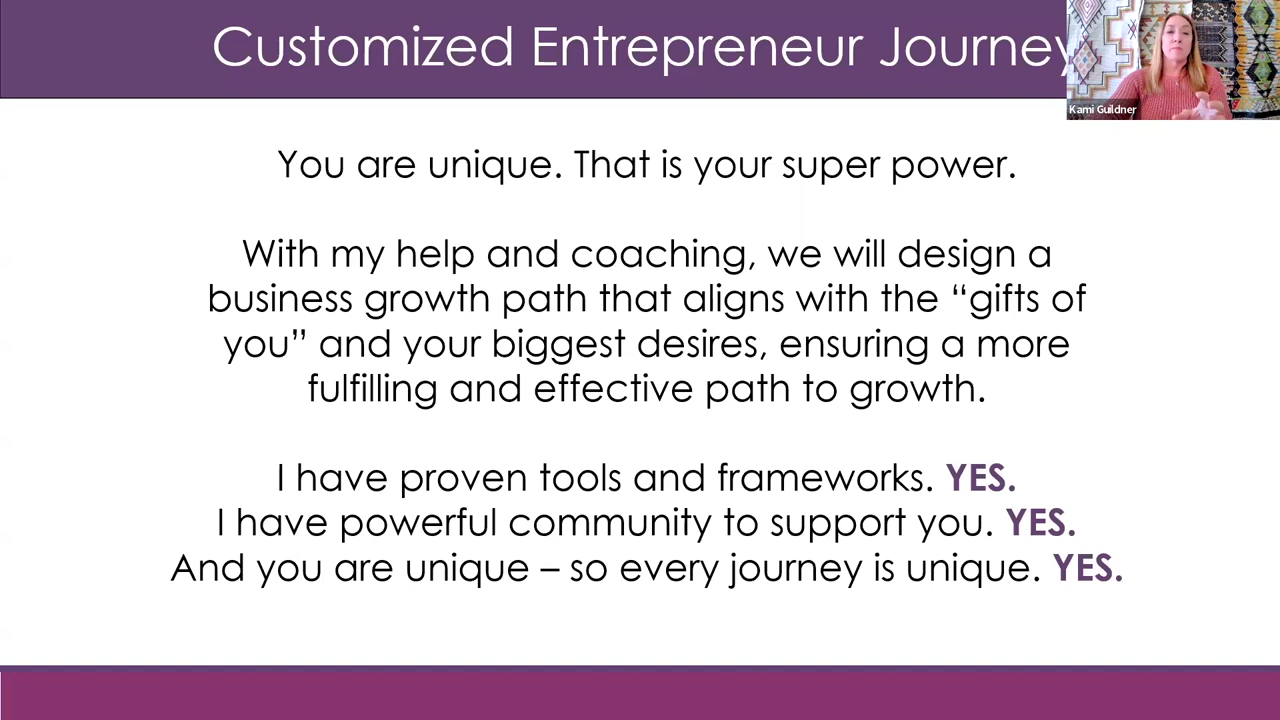 Customized Entrepreneur Journey
Kami Guildner
You are unique. That is your super power.
With my help and coaching, we will design a
business growth path that aligns with the “gifts of
you” and your biggest desires, ensuring a more
fulfilling and effective path to growth.
I have proven tools and frameworks. YES.
I have powerful community to support you. YES.
And you are unique – so every journey is unique. YES.